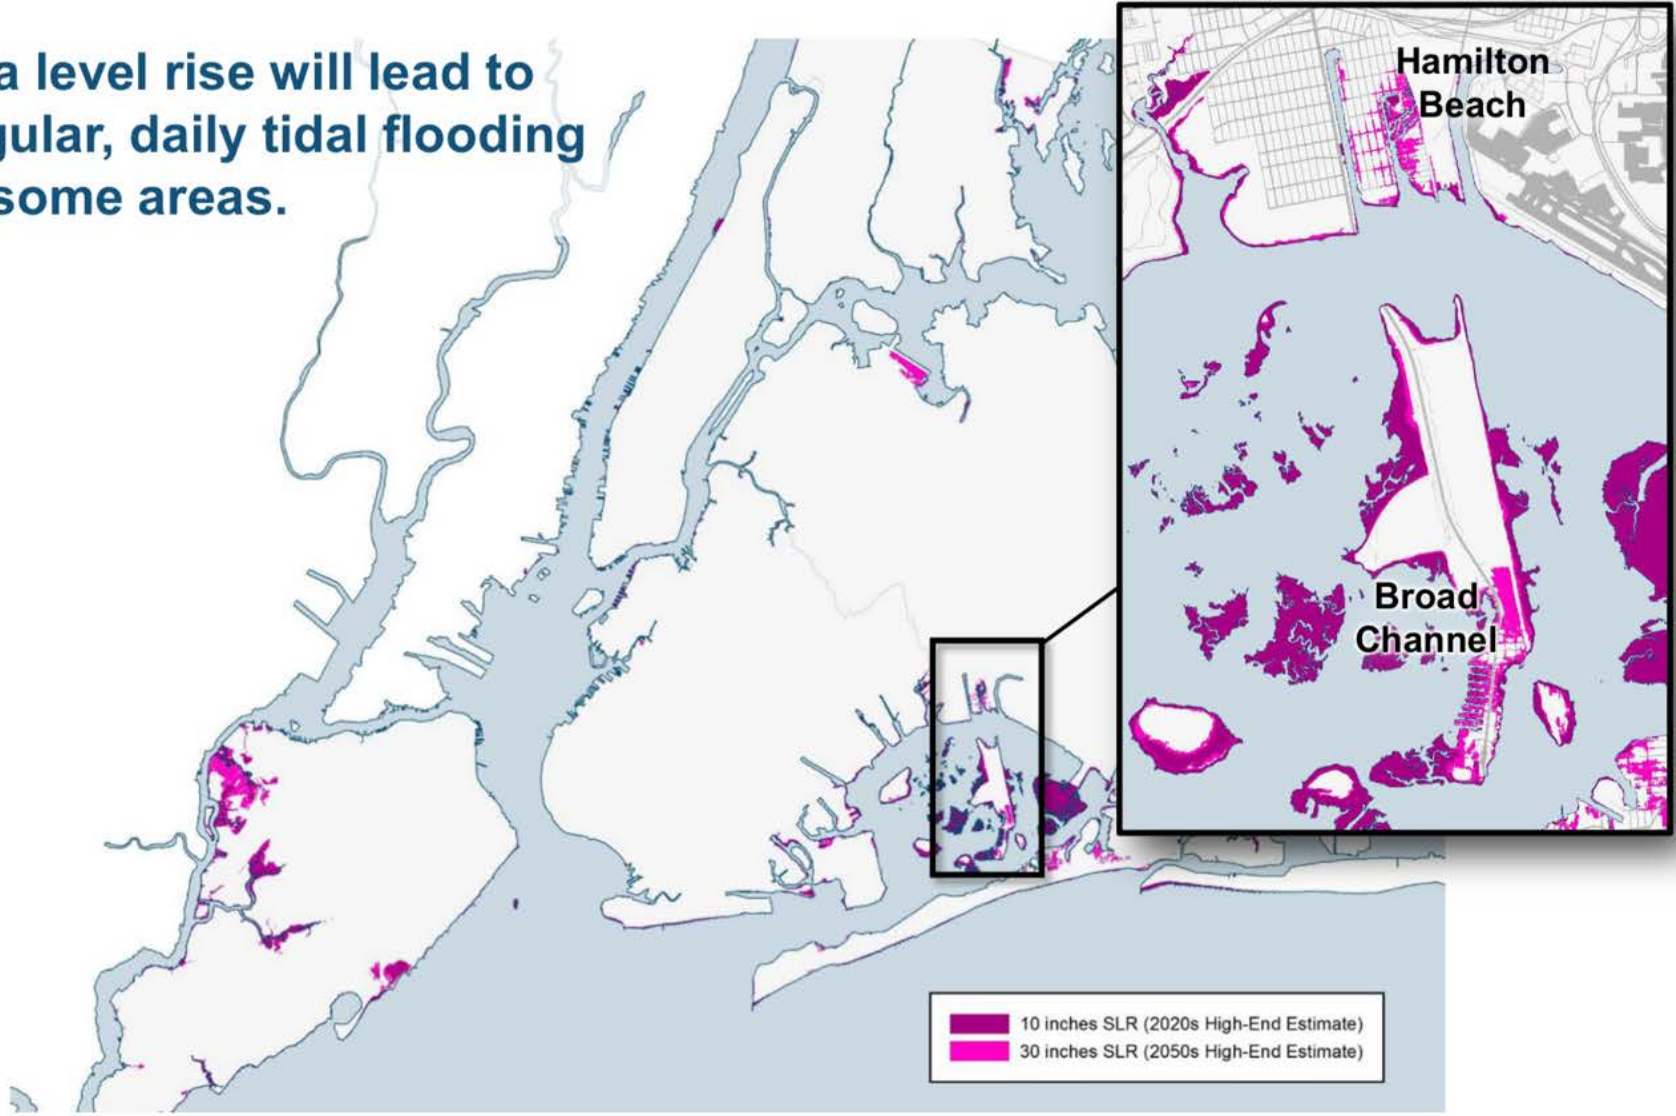 a level rise will lead to
gular, daily tidal flooding
some areas.
Hamilton
Beach
Broad
Channel
10 inches SLR (2020s High-End Estimate)
30 inches SLR (2050s High-End Estimate)